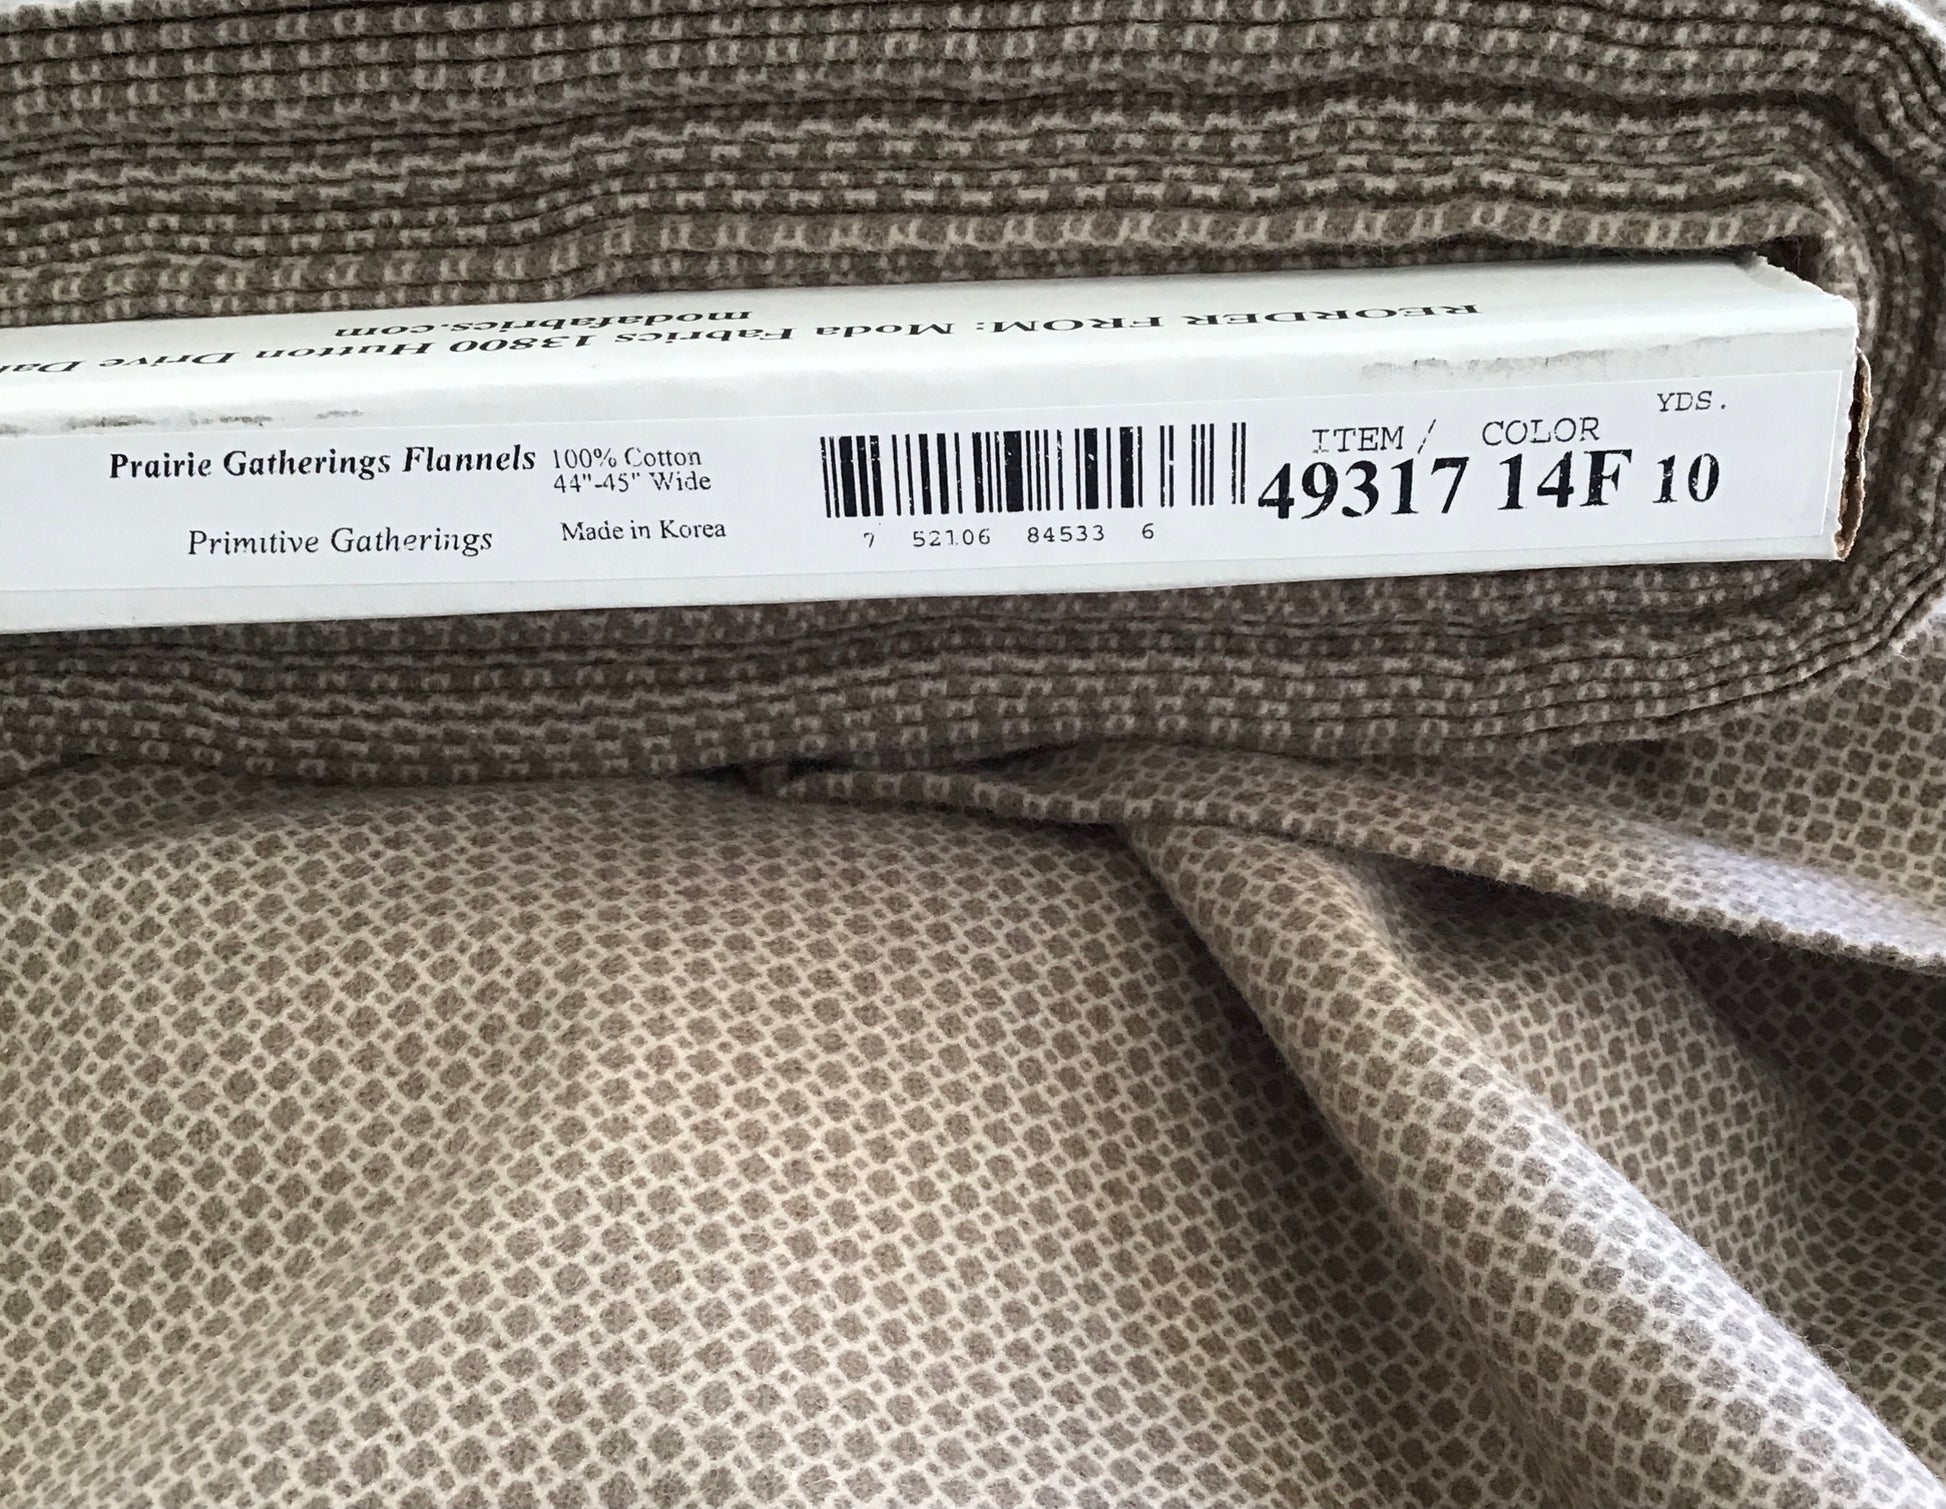 REORDER FROM: Moda Fabrics 13800 Hutton Drive
modafabrics.com
Prairie Gatherings Flannels
Primitive Gatherings
100% Cotton
44"-45" Wide
Made in Korea
7 52106 84533 6
ITEM / COLOR YDS.
49317 14F 10